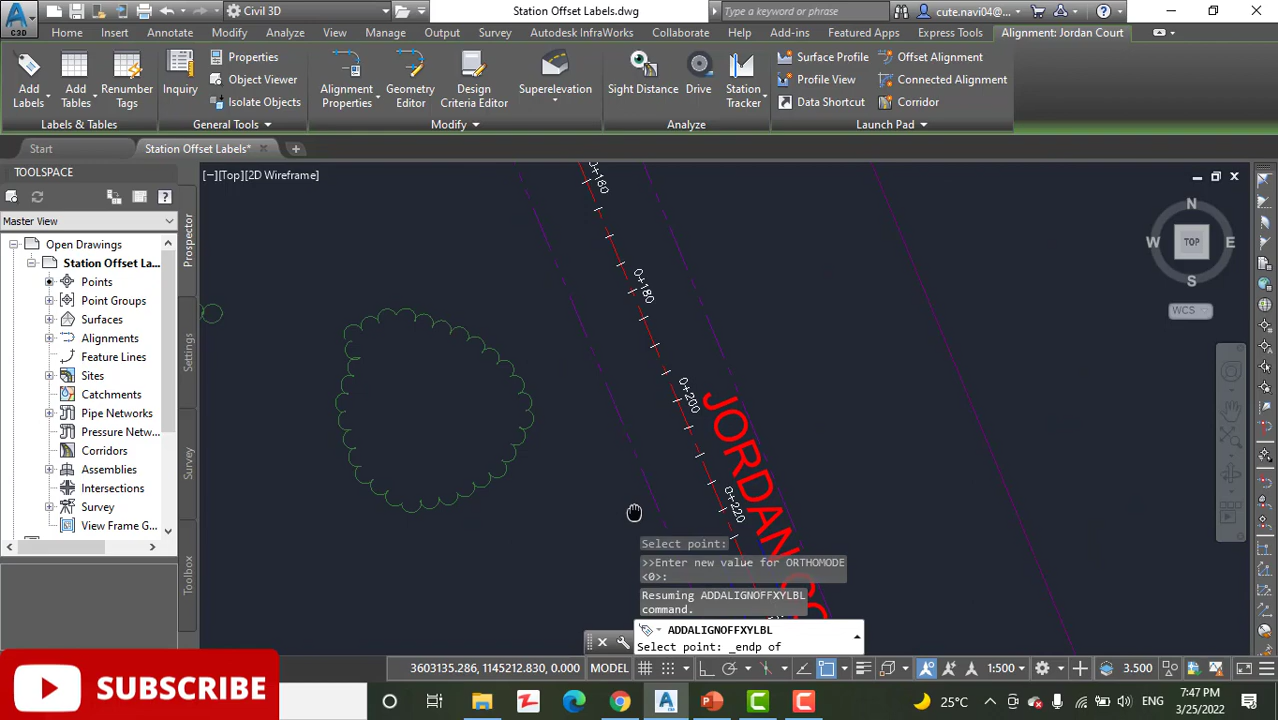 C3D
Civil 3D
Station Offset Labels.dwg
Type a keyword or phrase
cute.navi04@...
Home
Insert
Annotate
Modify
Analyze
View
Manage
Output
Survey
Autodesk InfraWorks
Collaborate
Help
Add-ins
Featured Apps
Express Tools
Alignment: Jordan Court
Add Labels
Add Tables
Renumber Tags
Labels & Tables
Inquiry
Properties
Object Viewer
Isolate Objects
General Tools
Alignment Properties
Geometry Editor
Design Criteria Editor
Superelevation
Modify
Sight Distance
Drive
Station Tracker
Analyze
Surface Profile
Profile View
Data Shortcut
Offset Alignment
Connected Alignment
Corridor
Launch Pad
Start
Station Offset Labels*
TOOLSPACE
Master View
Open Drawings
Station Offset La...
Points
Point Groups
Surfaces
Alignments
Feature Lines
Sites
Catchments
Pipe Networks
Pressure Netw...
Corridors
Assemblies
Intersections
Survey
View Frame G...
Prospector
Settings
Survey
Toolbox
[−][Top][2D Wireframe]
0+160
0+180
0+200
0+220
JORDAN CO
N
W
TOP
E
S
WCS
Select point:
>>Enter new value for ORTHOMODE
<0>:
Resuming ADDALIGNOFFXYLBL
command.
ADDALIGNOFFXYLBL
Select point: _endp of
3603135.286, 1145212.830, 0.000
MODEL
1:500
3.500
SUBSCRIBE
25°C
ENG
7:47 PM
3/25/2022